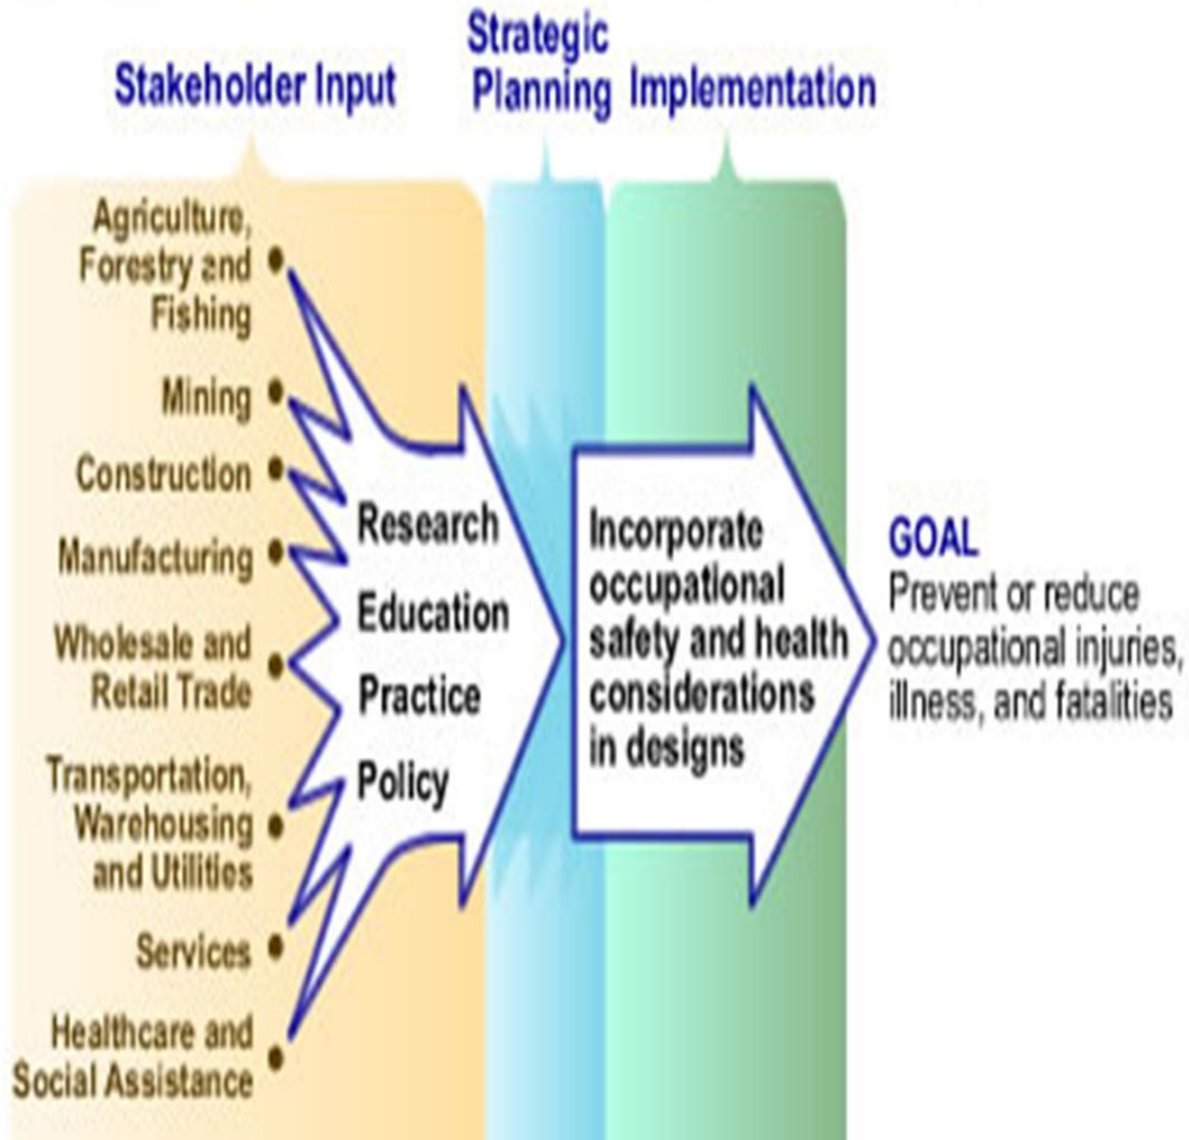 Stakeholder Input
Strategic
Planning
Implementation
Agriculture,
Forestry and
Fishing
Mining
Construction
Manufacturing
Wholesale and
Retail Trade
Transportation,
Warehousing
and Utilities
Services
Healthcare and
Social Assistance
Research
Education
Practice
Policy
Incorporate
occupational
safety and health
considerations
in designs
GOAL
Prevent or reduce
occupational injuries,
illness, and fatalities